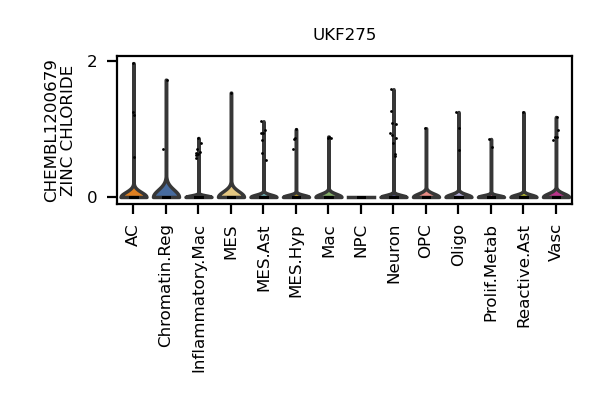 UKF275
CHEMBL1200679
ZINC CHLORIDE
2
0
AC
Chromatin.Reg
Inflammatory.Mac
MES
MES.Ast
MES.Hyp
Mac
NPC
Neuron
OPC
Oligo
Prolif.Metab
Reactive.Ast
Vasc